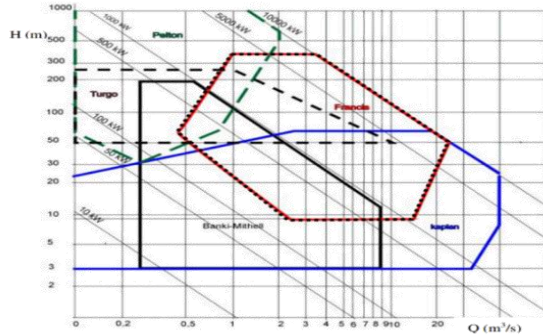 1000
H (m)
500
300
200
100
50
30
20
10
5
3
2
1000 kW
500 kW
100 kW
50 kW
10 kW
5000 kW
10000 kW
Pelton
Turgo
Francis
Banki-Mithell
kaplan
0 0,2 0,5 1 2 3 4 5 6 7 8 9 10 20
Q (m³/s)